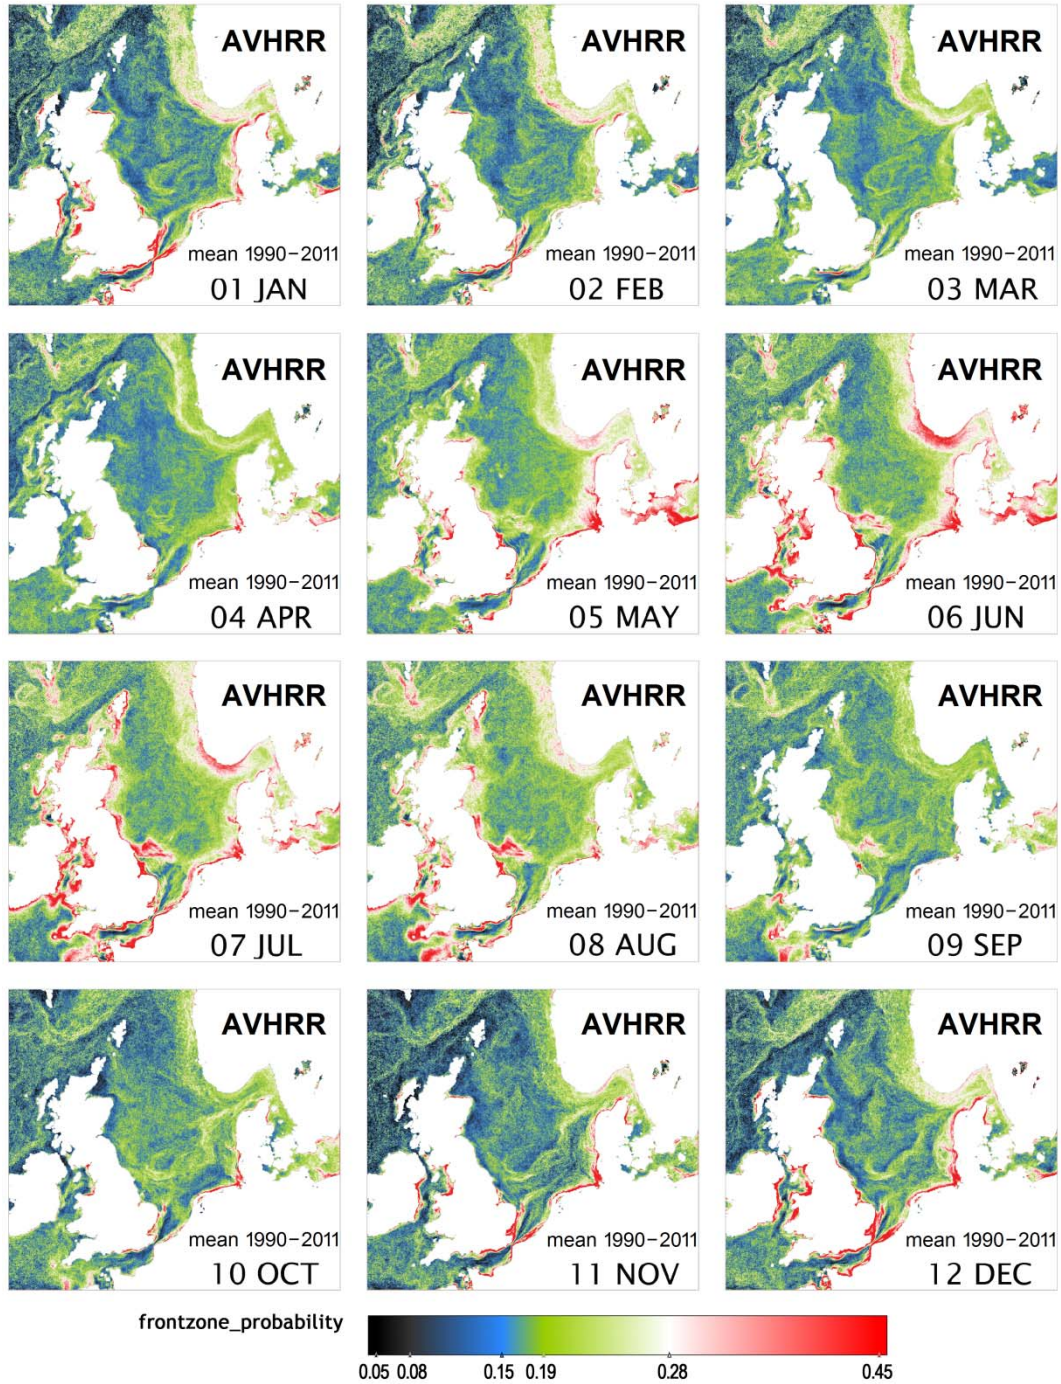 AVHRR AVHRR AVHRR
mean 1990-2011 mean 1990-2011 mean 1990-2011
01 JAN 02 FEB 03 MAR
AVHRR AVHRR AVHRR
mean 1990-2011 mean 1990-2011 mean 1990-2011
04 APR 05 MAY 06 JUN
AVHRR AVHRR AVHRR
mean 1990-2011 mean 1990-2011 mean 1990-2011
07 JUL 08 AUG 09 SEP
AVHRR AVHRR AVHRR
mean 1990-2011 mean 1990-2011 mean 1990-2011
10 OCT 11 NOV 12 DEC
frontzone_probability
0.05 0.08 0.15 0.19 0.28 0.45